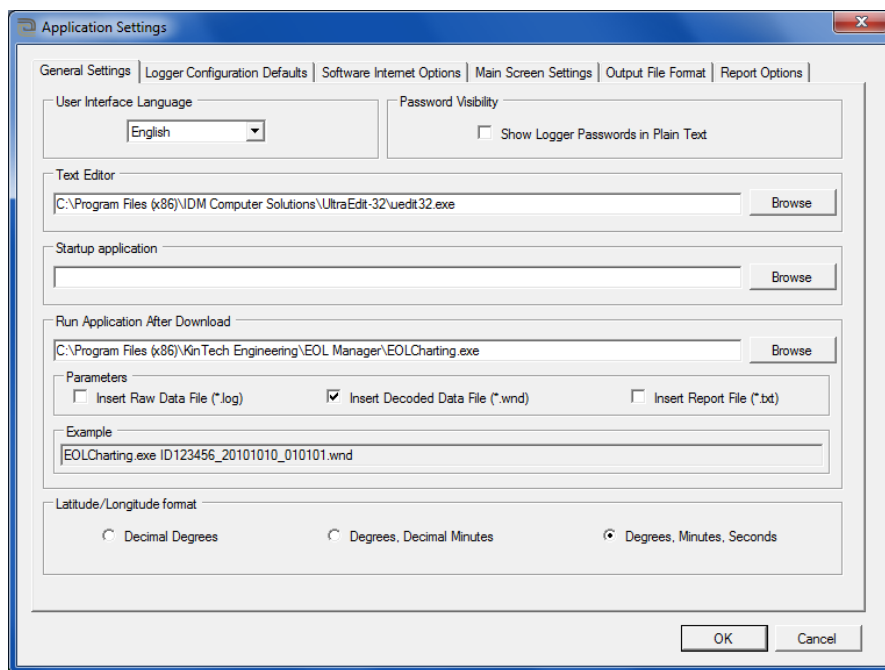 Application Settings
General Settings
Logger Configuration Defaults
Software Internet Options
Main Screen Settings
Output File Format
Report Options
User Interface Language
English
Password Visibility
Show Logger Passwords in Plain Text
Text Editor
C:\Program Files (x86)\IDM Computer Solutions\UltraEdit-32\uedit32.exe
Browse
Startup application
Browse
Run Application After Download
C:\Program Files (x86)\KinTech Engineering\EOL Manager\EOLCharting.exe
Browse
Parameters
Insert Raw Data File (*.log)
Insert Decoded Data File (*.wnd)
Insert Report File (*.txt)
Example
EOLCharting.exe ID123456_20101010_010101.wnd
Latitude/Longitude format
Decimal Degrees
Degrees, Decimal Minutes
Degrees, Minutes, Seconds
OK
Cancel